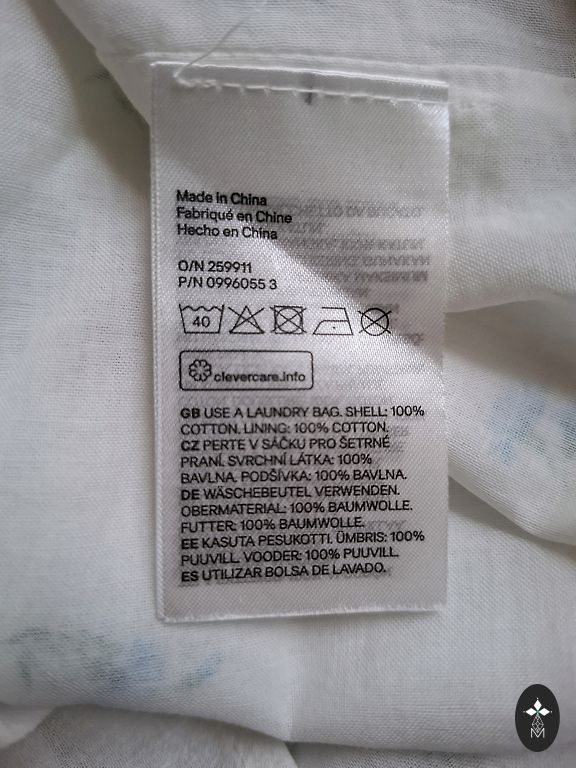 Made in China
Fabriqué en Chine
Hecho en China
O/N 259911
P/N 0996055 3
40
clevercare.info
GB USE A LAUNDRY BAG. SHELL: 100%
COTTON. LINING: 100% COTTON.
CZ PERTE V SÁČKU PRO ŠETRNÉ
PRANÍ. SVRCHNÍ LÁTKA: 100%
BAVLNA. PODŠÍVKA: 100% BAVLNA.
DE WÄSCHEBEUTEL VERWENDEN.
OBERMATERIAL: 100% BAUMWOLLE.
FUTTER: 100% BAUMWOLLE.
EE KASUTA PESUKOTTI. ÜMBRIS: 100%
PUUVILL. VOODER: 100% PUUVILL.
ES UTILIZAR BOLSA DE LAVADO.